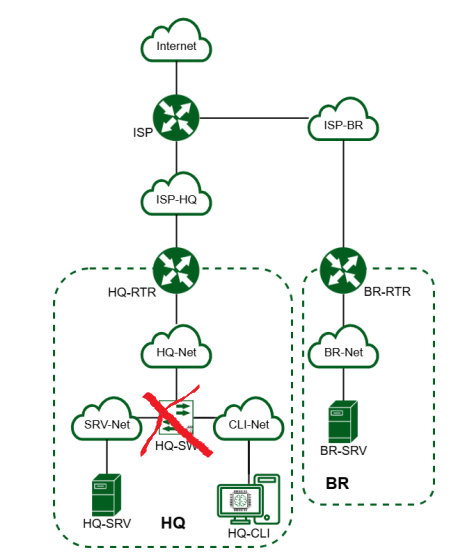 Internet
ISP
ISP-BR
ISP-HQ
HQ-RTR
BR-RTR
HQ-Net
BR-Net
SRV-Net
CLI-Net
HQ-SW
BR-SRV
BR
HQ-SRV
HQ
HQ-CLI